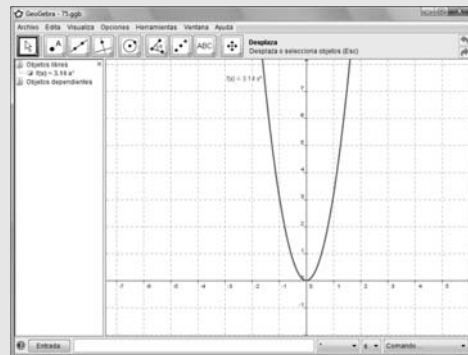 GeoGebra - 75.ggb
Archivo Edita Visualiza Opciones Herramientas Ventana Ayuda
ABC
Desplaza
Desplaza o selecciona objetos (Esc)
Objetos libres
f(x) = 3.14 x²
Objetos dependientes
f(x) = 3.14 x²
7
6
5
4
3
2
1
0
-7 -6 -5 -4 -3 -2 -1 0 1 2 3 4 5
-1
Entrada
Comando...